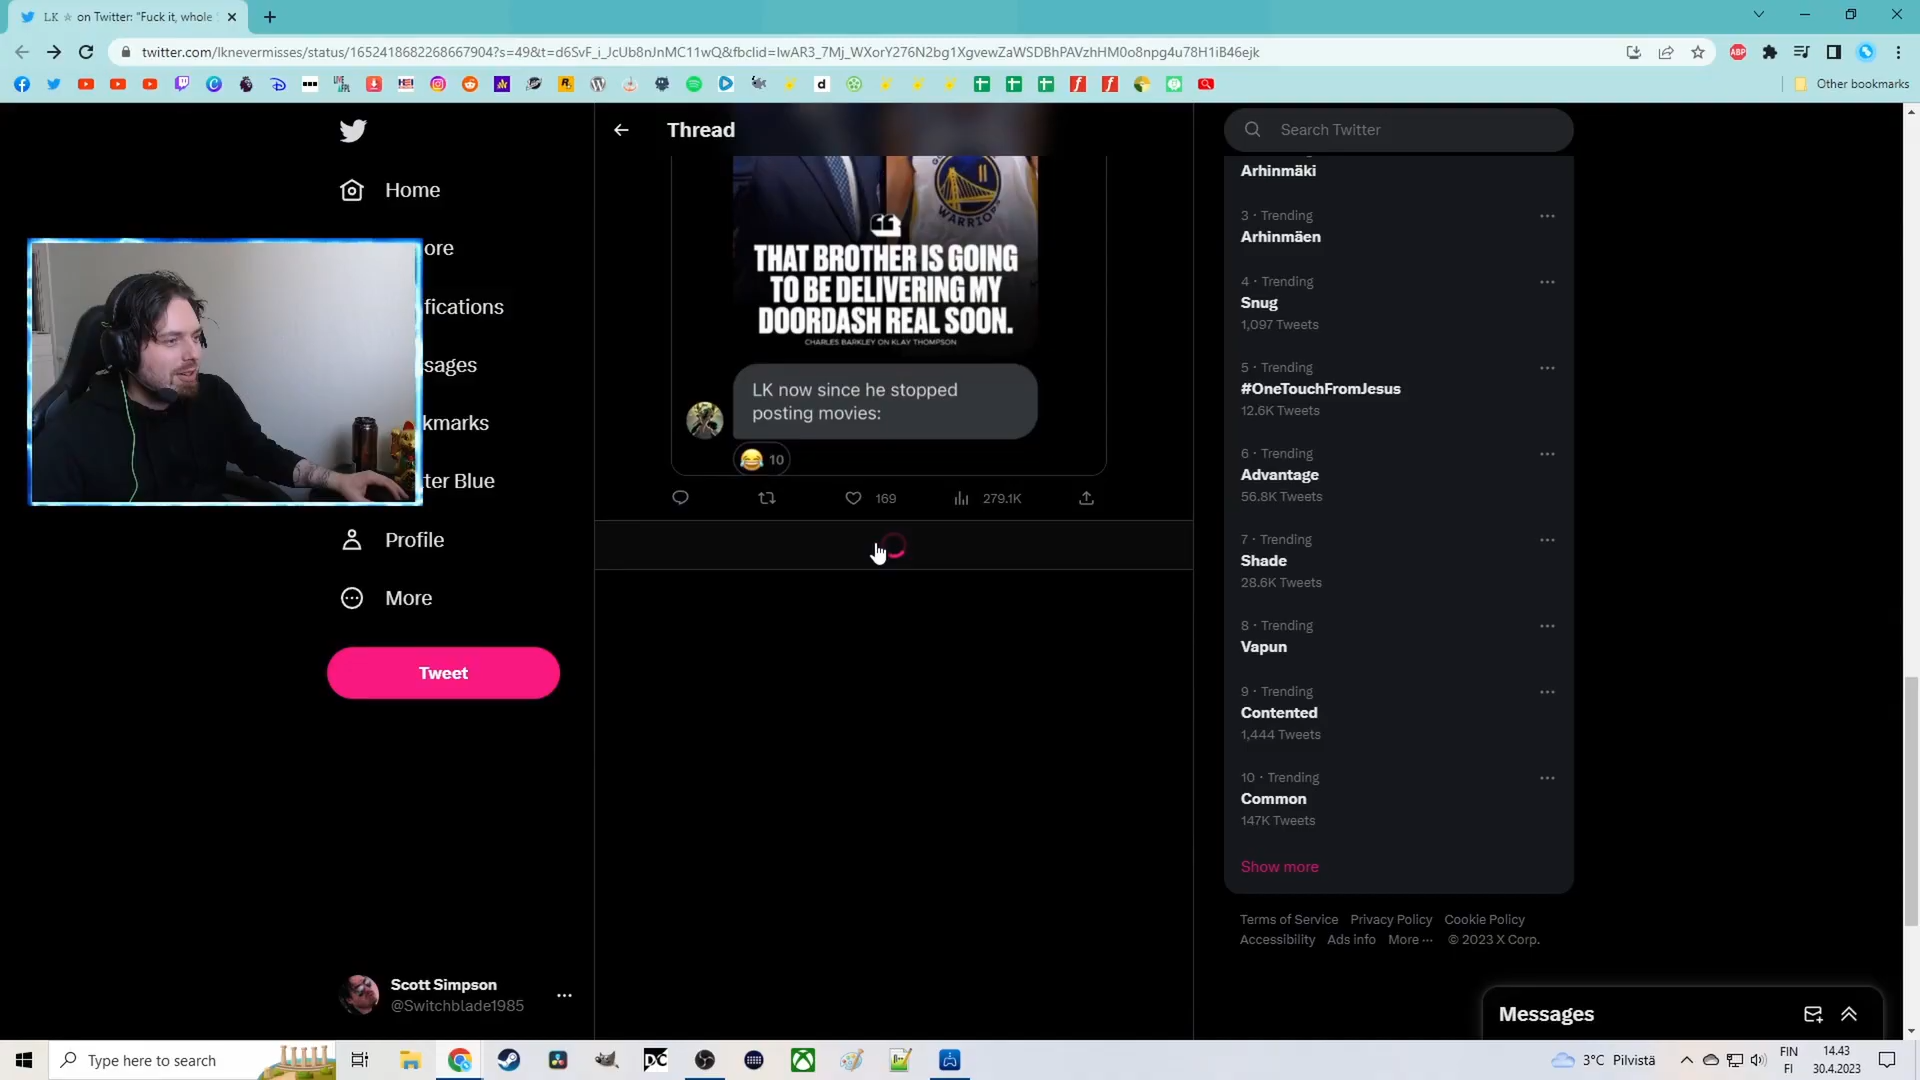 LK ☆ on Twitter: "Fuck it, whole
twitter.com/lknevermisses/status/1652418682268667904?s=49&t=d6SvF_i_JcUb8nJnMC11wQ&fbclid=IwAR3_7Mj_WXorY276N2bg1XgvewZaWSDBhPAVzhHM0o8npg4u78H1iB46ejk
ABP
Other bookmarks
Home
ore
fications
sages
kmarks
ter Blue
Profile
More
Tweet
Scott Simpson
@Switchblade1985
Thread
WARRIORS
THAT BROTHER IS GOING
TO BE DELIVERING MY
DOORDASH REAL SOON.
CHARLES BARKLEY ON KLAY THOMPSON
LK now since he stopped
posting movies:
10
169
279.1K
Search Twitter
Arhinmäki
3 · Trending
Arhinmäen
4 · Trending
Snug
1,097 Tweets
5 · Trending
#OneTouchFromJesus
12.6K Tweets
6 · Trending
Advantage
56.8K Tweets
7 · Trending
Shade
28.6K Tweets
8 · Trending
Vapun
9 · Trending
Contented
1,444 Tweets
10 · Trending
Common
147K Tweets
Show more
Terms of Service Privacy Policy Cookie Policy
Accessibility Ads info More ··· © 2023 X Corp.
Messages
Type here to search
DC
3°C Pilvistä
FIN
FI
14.43
30.4.2023